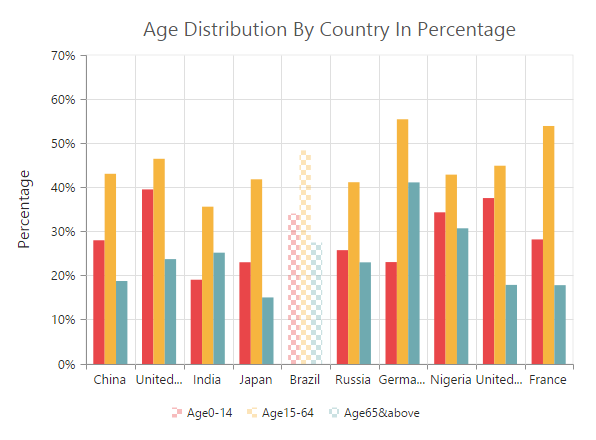 Age Distribution By Country In Percentage
Percentage
70%
60%
50%
40%
30%
20%
10%
0%
China United... India Japan Brazil Russia Germa... Nigeria United... France
Age0-14 Age15-64 Age65&above